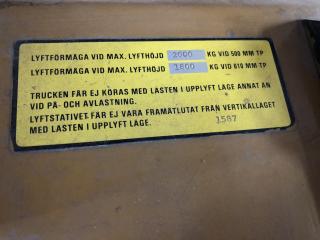 LYFTFÖRMÅGA VID MAX. LYFTHÖJD 2000 KG VID 500 MM TP
LYFTFÖRMÅGA VID MAX. LYFTHÖJD 1800 KG VID 610 MM TP
TRUCKEN FÅR EJ KÖRAS MED LASTEN I UPPLYFT LÄGE ANNAT ÄN
VID PÅ- OCH AVLASTNING.
LYFTSTATIVET FÅR EJ VARA FRAMÅTLUTAT FRÅN VERTIKALLÄGET
MED LASTEN I UPPLYFT LÄGE.
1587